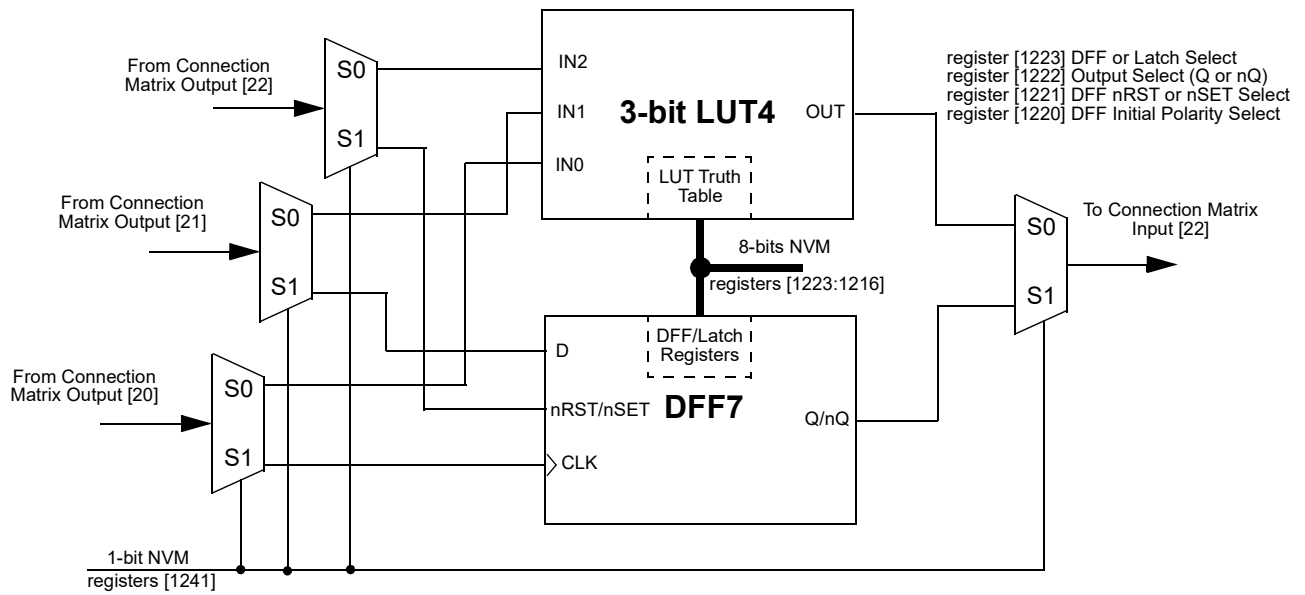 From Connection
Matrix Output [22]
S0
S1
IN2
IN1
IN0
3-bit LUT4
OUT
LUT Truth
Table
register [1223] DFF or Latch Select
register [1222] Output Select (Q or nQ)
register [1221] DFF nRST or nSET Select
register [1220] DFF Initial Polarity Select
From Connection
Matrix Output [21]
S0
S1
8-bits NVM
registers [1223:1216]
To Connection Matrix
Input [22]
S0
S1
From Connection
Matrix Output [20]
S0
S1
D
nRST/nSET
CLK
DFF/Latch
Registers
DFF7
Q/nQ
1-bit NVM
registers [1241]